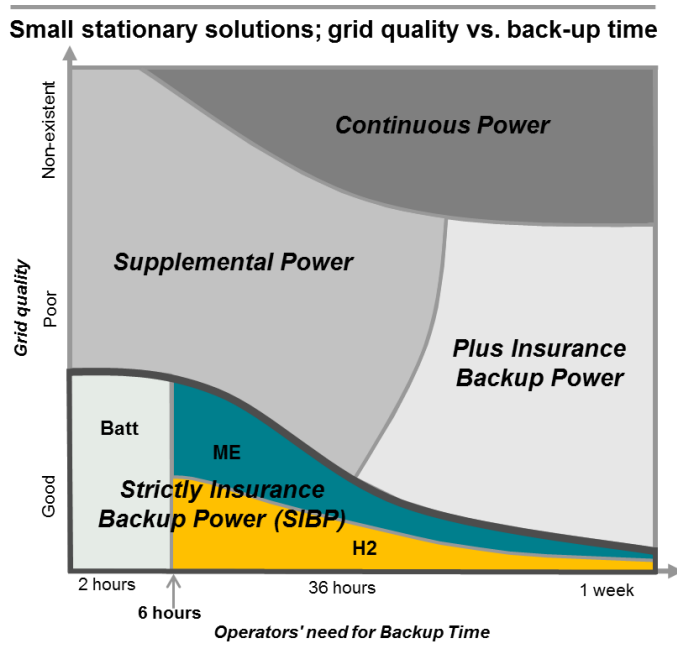 Small stationary solutions; grid quality vs. back-up time
Non-existent
Continuous Power
Supplemental Power
Grid quality
Poor
Plus Insurance
Backup Power
Batt
ME
Good
Strictly Insurance
Backup Power (SIBP)
H2
2 hours
36 hours
1 week
6 hours
Operators' need for Backup Time